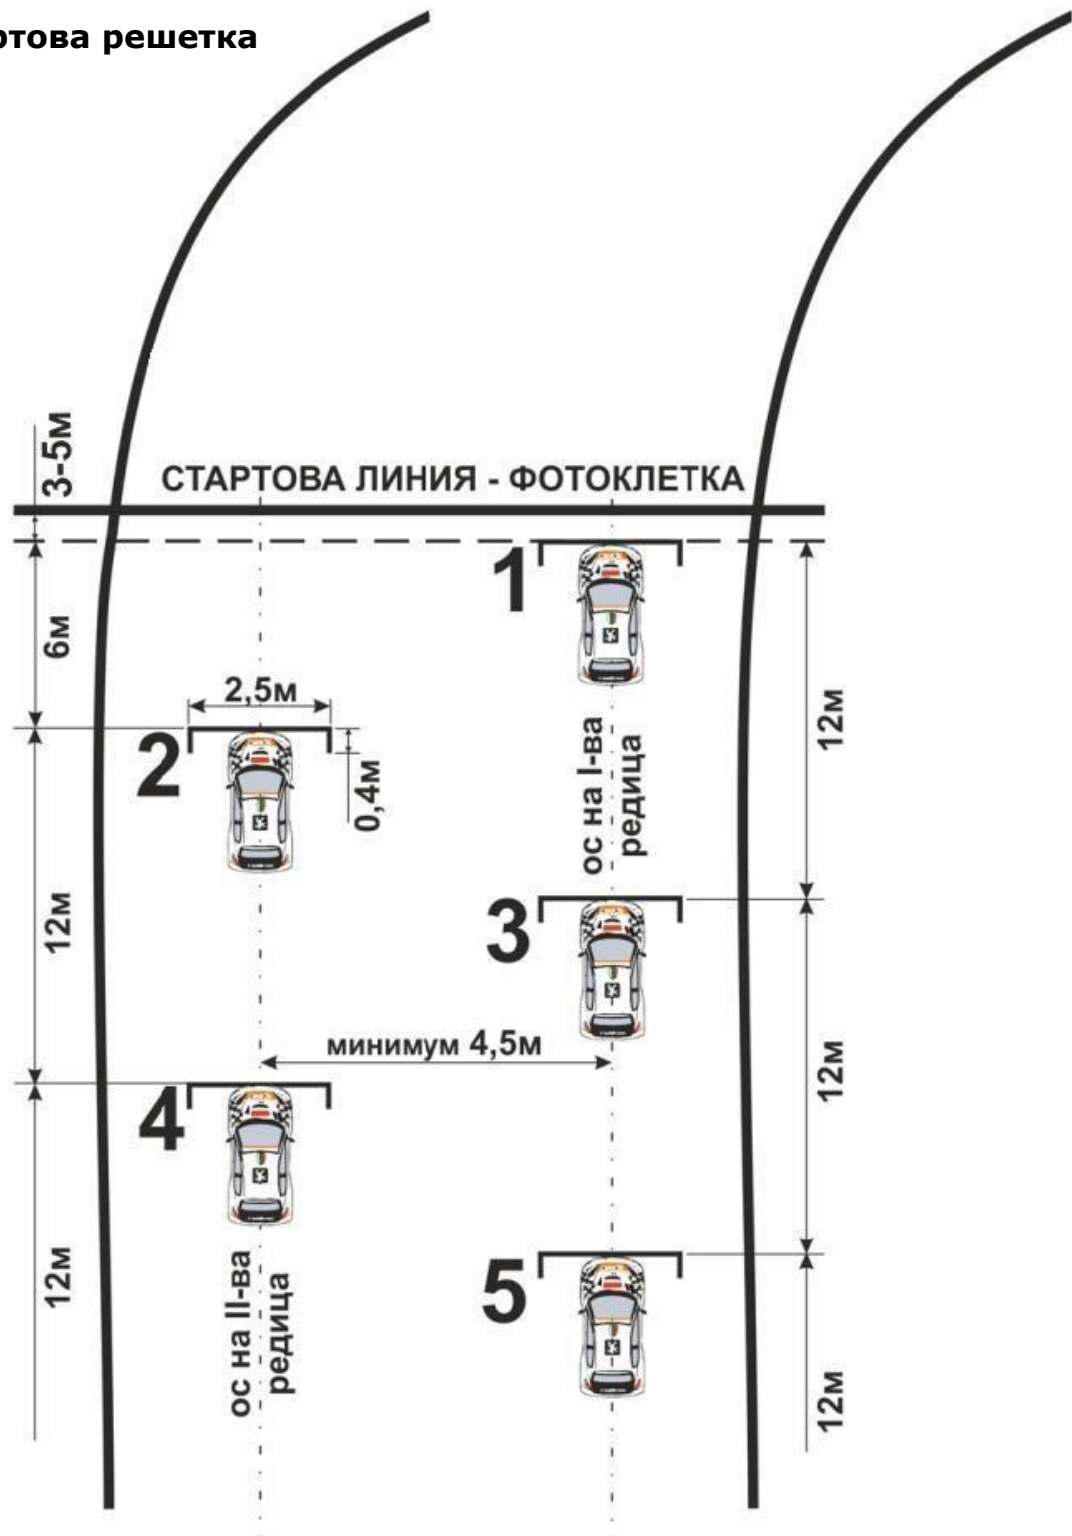 ртова решетка
3-5м
СТАРТОВА ЛИНИЯ - ФОТОКЛЕТКА
1
6м
2,5м
2
0,4м
12м
ос на I-ва
редица
3
12м
минимум 4,5м
4
12м
5
12м
ос на II-ва
редица
12м